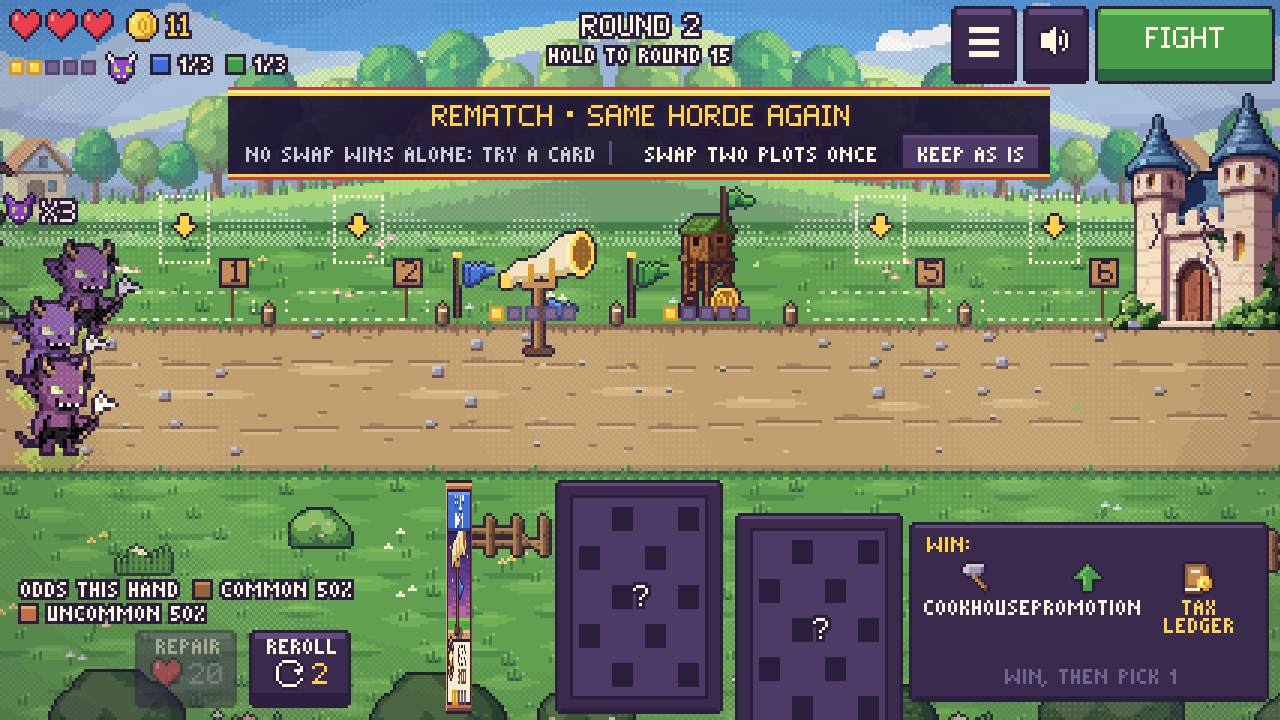 11
ROUND 2
HOLD TO ROUND 15
FIGHT
1/3
1/3
REMATCH • SAME HORDE AGAIN
NO SWAP WINS ALONE: TRY A CARD
SWAP TWO PLOTS ONCE
KEEP AS IS
X3
1
2
5
6
ODDS THIS HAND
COMMON 50%
UNCOMMON 50%
REPAIR
20
REROLL
2
?
?
WIN:
COOKHOUSE
PROMOTION
TAX
LEDGER
WIN, THEN PICK 1